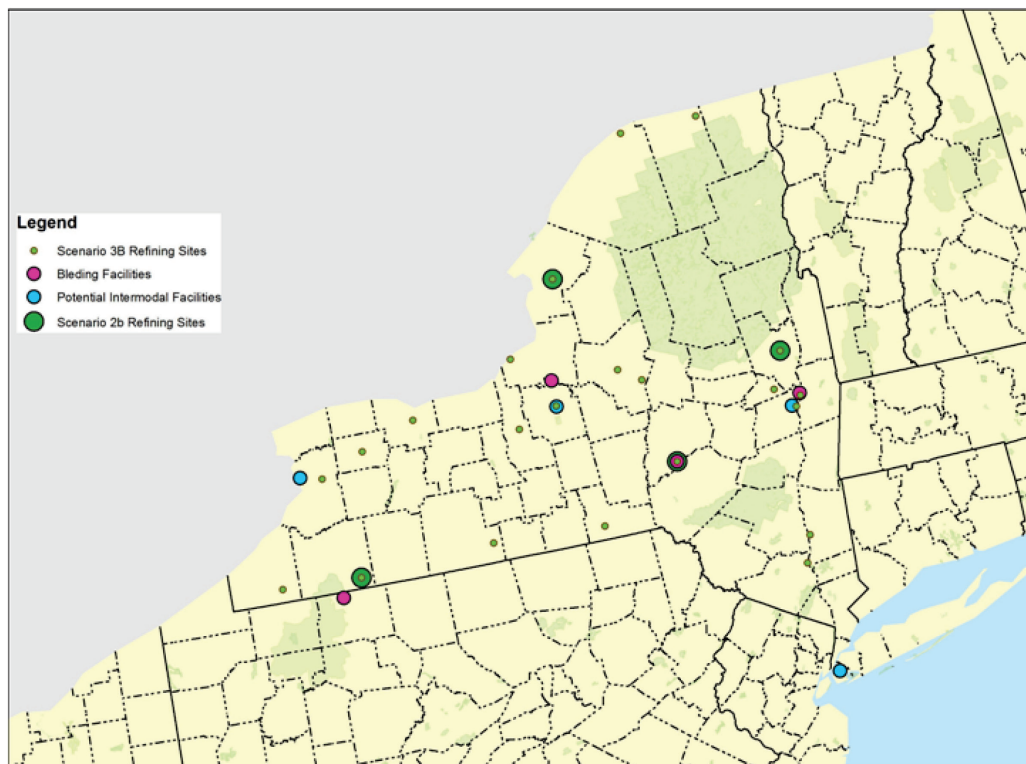 Legend
Scenario 3B Refining Sites
Bleding Facilities
Potential Intermodal Facilities
Scenario 2b Refining Sites